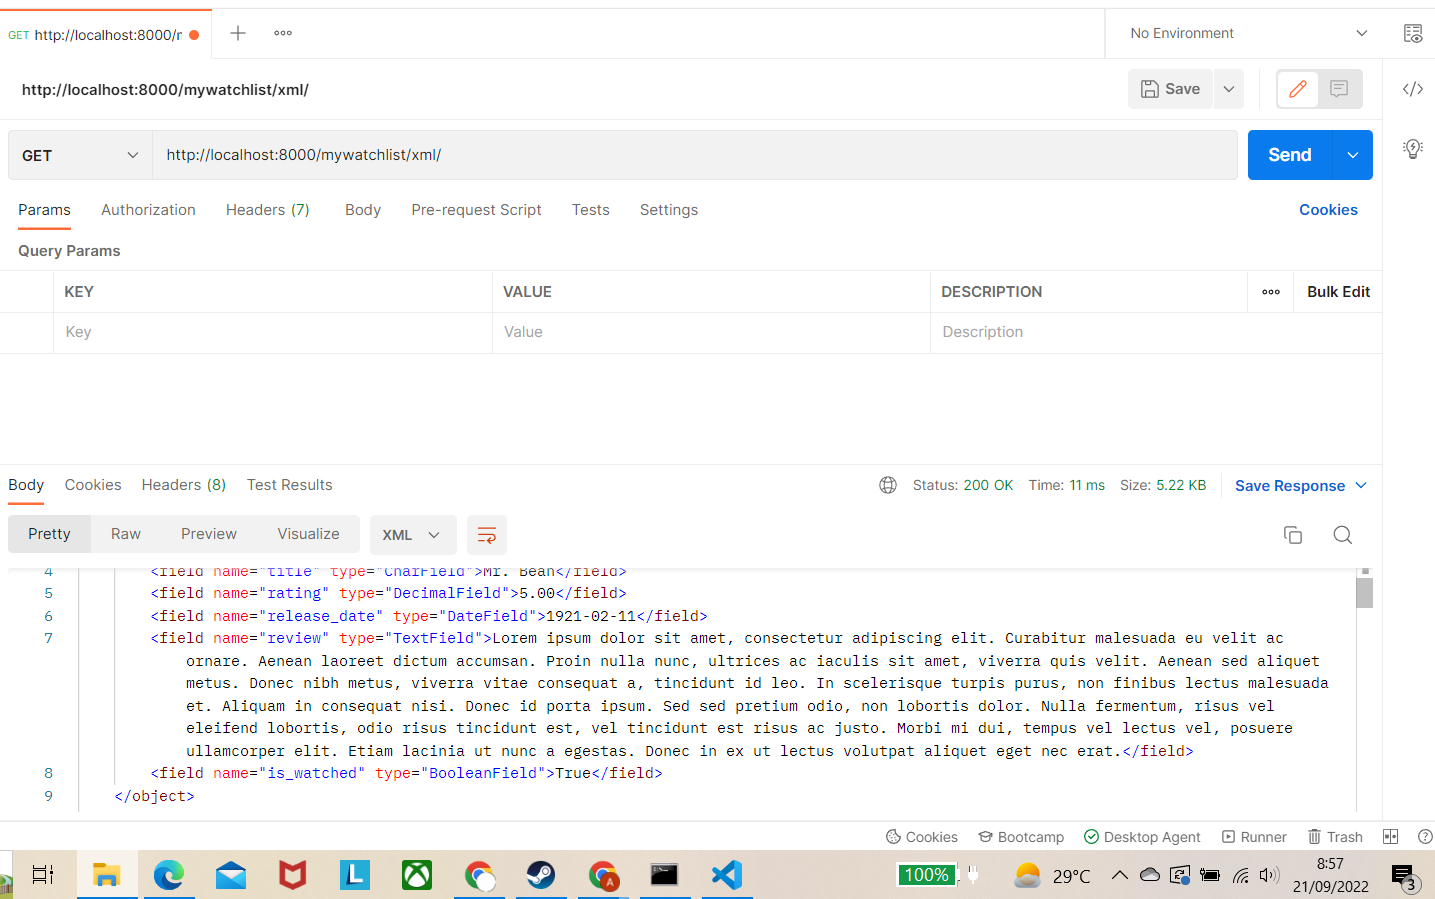 GET http://localhost:8000/r
No Environment
http://localhost:8000/mywatchlist/xml/
Save
GET
http://localhost:8000/mywatchlist/xml/
Send
Params Authorization Headers (7) Body Pre-request Script Tests Settings Cookies
Query Params
KEY VALUE DESCRIPTION Bulk Edit
Key Value Description
Body Cookies Headers (8) Test Results Status: 200 OK Time: 11 ms Size: 5.22 KB Save Response
Pretty Raw Preview Visualize XML
4 <field name="title" type="CharField">Mr. Bean</field>
5 <field name="rating" type="DecimalField">5.00</field>
6 <field name="release_date" type="DateField">1921-02-11</field>
7 <field name="review" type="TextField">Lorem ipsum dolor sit amet, consectetur adipiscing elit. Curabitur malesuada eu velit ac
ornare. Aenean laoreet dictum accumsan. Proin nulla nunc, ultrices ac iaculis sit amet, viverra quis velit. Aenean sed aliquet
metus. Donec nibh metus, viverra vitae consequat a, tincidunt id leo. In scelerisque turpis purus, non finibus lectus malesuada
et. Aliquam in consequat nisi. Donec id porta ipsum. Sed sed pretium odio, non lobortis dolor. Nulla fermentum, risus vel
eleifend lobortis, odio risus tincidunt est, vel tincidunt est risus ac justo. Morbi mi dui, tempus vel lectus vel, posuere
ullamcorper elit. Etiam lacinia ut nunc a egestas. Donec in ex ut lectus volutpat aliquet eget nec erat.</field>
8 <field name="is_watched" type="BooleanField">True</field>
9 </object>
Cookies Bootcamp Desktop Agent Runner Trash
L A 100% 29°C 8:57
21/09/2022 3